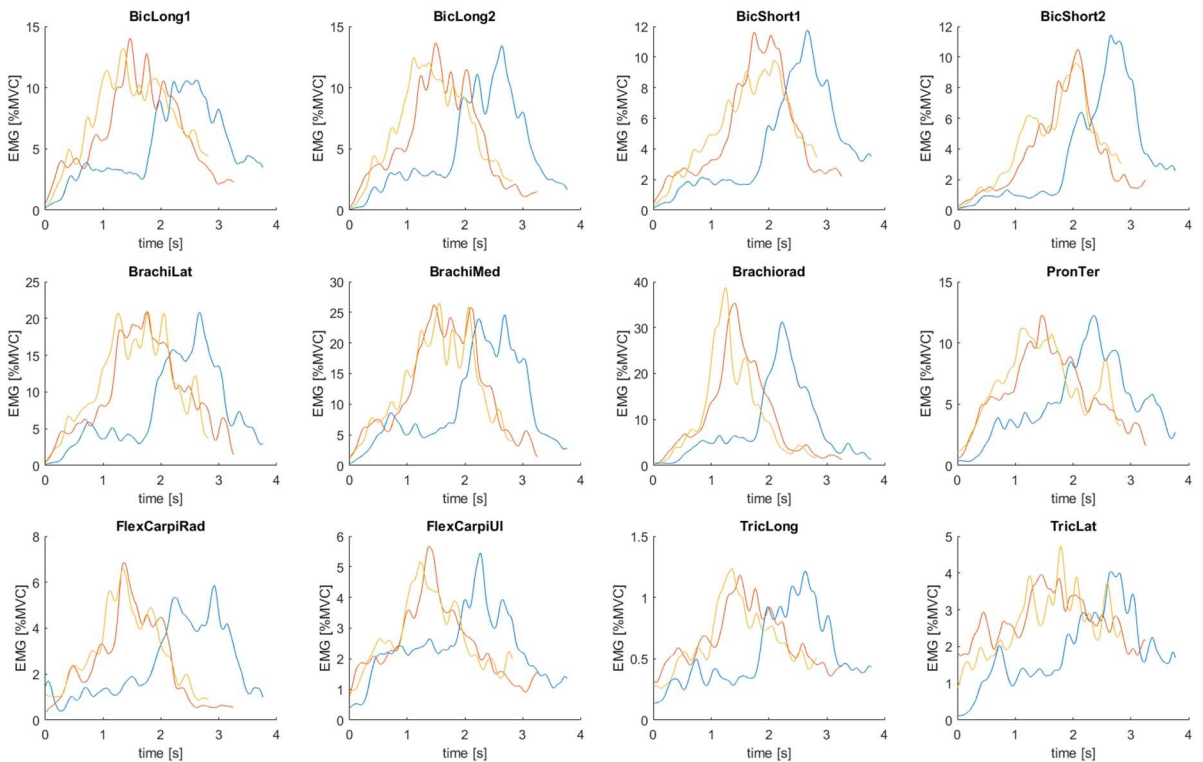 BicLong1 BicLong2 BicShort1 BicShort2
EMG [%MVC] 15 10 5 0 EMG [%MVC] 15 10 5 0 EMG [%MVC] 12 10 8 6 4 2 0 EMG [%MVC] 12 10 8 6 4 2 0
0 1 2 3 4 0 1 2 3 4 0 1 2 3 4 0 1 2 3 4
time [s] time [s] time [s] time [s]
BrachiLat BrachiMed Brachiorad PronTer
EMG [%MVC] 25 20 15 10 5 0 EMG [%MVC] 30 25 20 15 10 5 0 EMG [%MVC] 40 30 20 10 0 EMG [%MVC] 15 10 5 0
0 1 2 3 4 0 1 2 3 4 0 1 2 3 4 0 1 2 3 4
time [s] time [s] time [s] time [s]
FlexCarpiRad FlexCarpiUl TricLong TricLat
EMG [%MVC] 8 6 4 2 0 EMG [%MVC] 6 5 4 3 2 1 0 EMG [%MVC] 1.5 1 0.5 0 EMG [%MVC] 5 4 3 2 1 0
0 1 2 3 4 0 1 2 3 4 0 1 2 3 4 0 1 2 3 4
time [s] time [s] time [s] time [s]